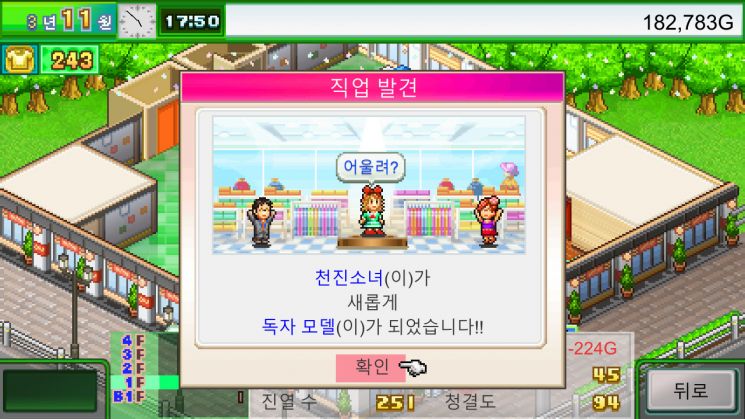 3년 11월
17:50
182,783G
243
직업 발견
어울려?
천진소녀(이)가
새롭게
독자 모델(이)가 되었습니다!!
확인
4F
3F
2F
1F
B1F
-224G
45
진열 수 251 청결도 94
뒤로